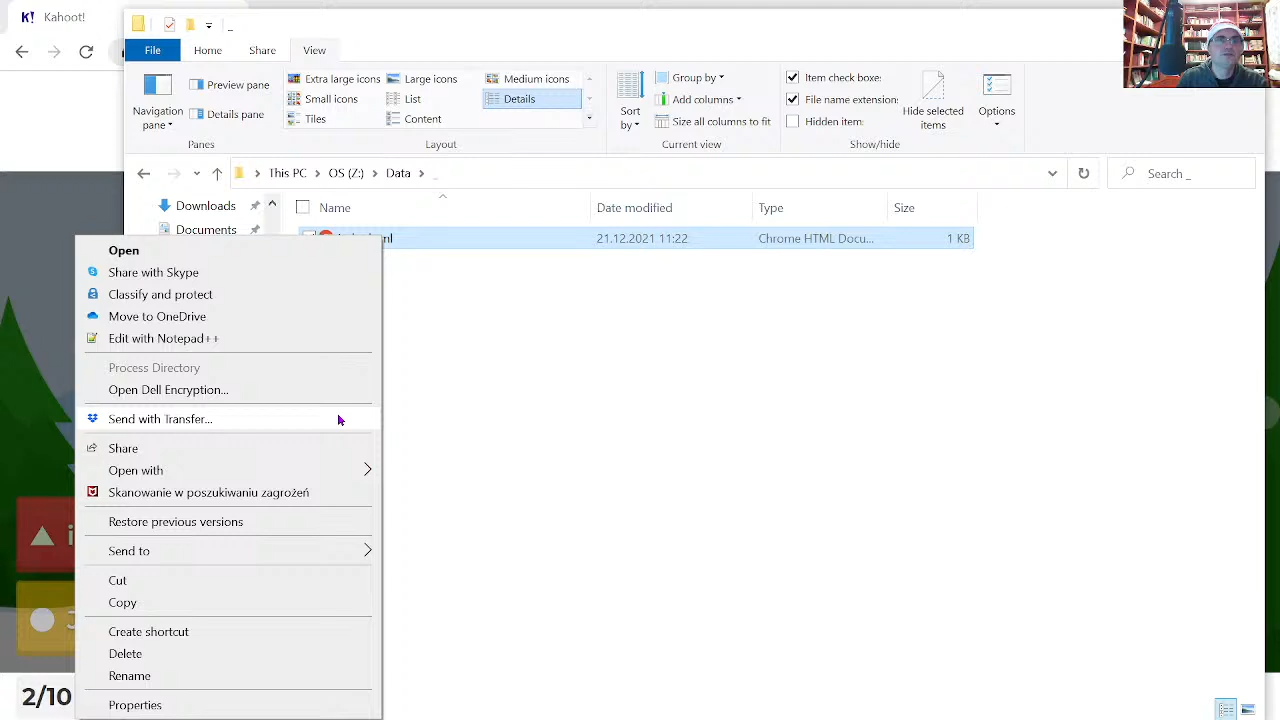 Kahoot!
File Home Share View
Preview pane
Details pane
Navigation pane
Panes
Extra large icons Large icons Medium icons
Small icons List Details
Tiles Content
Layout
Sort by
Group by
Add columns
Size all columns to fit
Current view
Item check boxe:
File name extension:
Hidden item:
Hide selected items
Show/hide
Options
This PC > OS (Z:) > Data > _
Search _
Downloads
Documents
Name Date modified Type Size
21.12.2021 11:22 Chrome HTML Docu... 1 KB
Open
Share with Skype
Classify and protect
Move to OneDrive
Edit with Notepad++
Process Directory
Open Dell Encryption...
Send with Transfer...
Share
Open with
Skanowanie w poszukiwaniu zagrożeń
Restore previous versions
Send to
Cut
Copy
Create shortcut
Delete
Rename
Properties
2/10